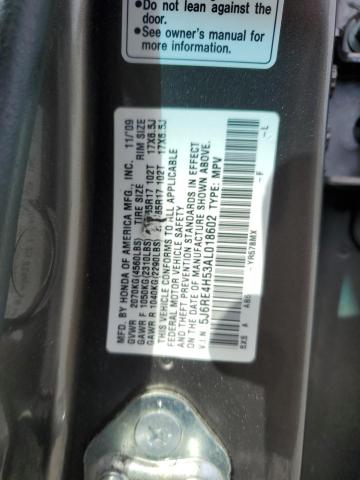 ●Do not lean against the
door.
●See owner's manual for
more information.
MFD. BY HONDA OF AMERICA MFG., INC. 11/09
GVWR 2070KG(4560LBS) TIRE SIZE RIM SIZE
GAWR F 1050KG(2310LBS) 65R17 102T 17X6.5J
GAWR R 1040KG(2290LBS) 65R17 102T 17X6.5J
THIS VEHICLE CONFORMS TO ALL APPLICABLE
FEDERAL MOTOR VEHICLE SAFETY
AND THEFT PREVENTION STANDARDS IN EFFECT
ON THE DATE OF MANUFACTURE SHOWN ABOVE.
V.I.N. 5J6RE4H53AL018602 TYPE: MPV
YR578MX -F -L